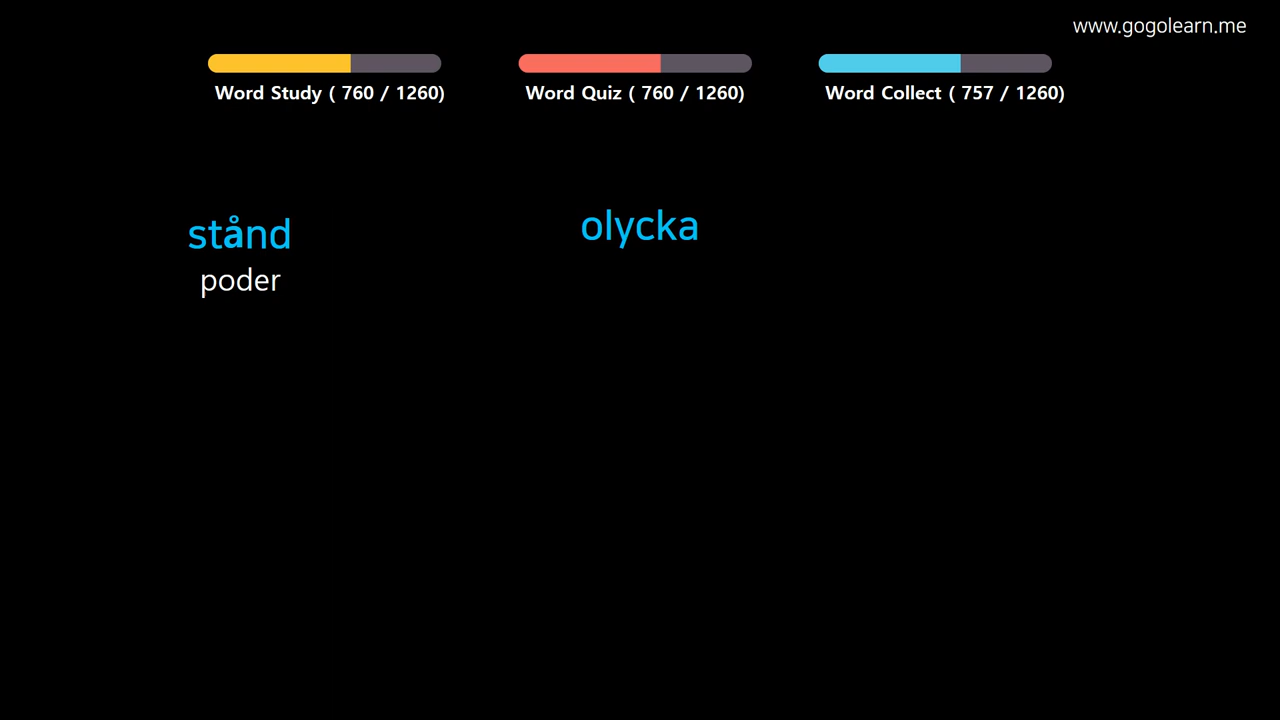 www.gogolearn.me
Word Study ( 760 / 1260)
Word Quiz ( 760 / 1260)
Word Collect ( 757 / 1260)
stånd
poder
olycka